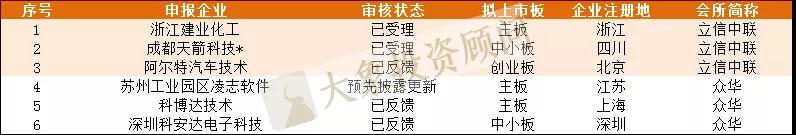 序号 申报企业 审核状态 拟上市板 企业注册地 会所简称
1 浙江建业化工 已受理 主板 浙江 立信中联
2 成都天箭科技* 已受理 中小板 四川 立信中联
3 阿尔特汽车技术 已反馈 创业板 北京 立信中联
4 苏州工业园区凌志软件 预先披露更新 主板 江苏 众华
5 科博达技术 已反馈 主板 上海 众华
6 深圳科安达电子科技 已反馈 中小板 深圳 众华
大象投资顾问